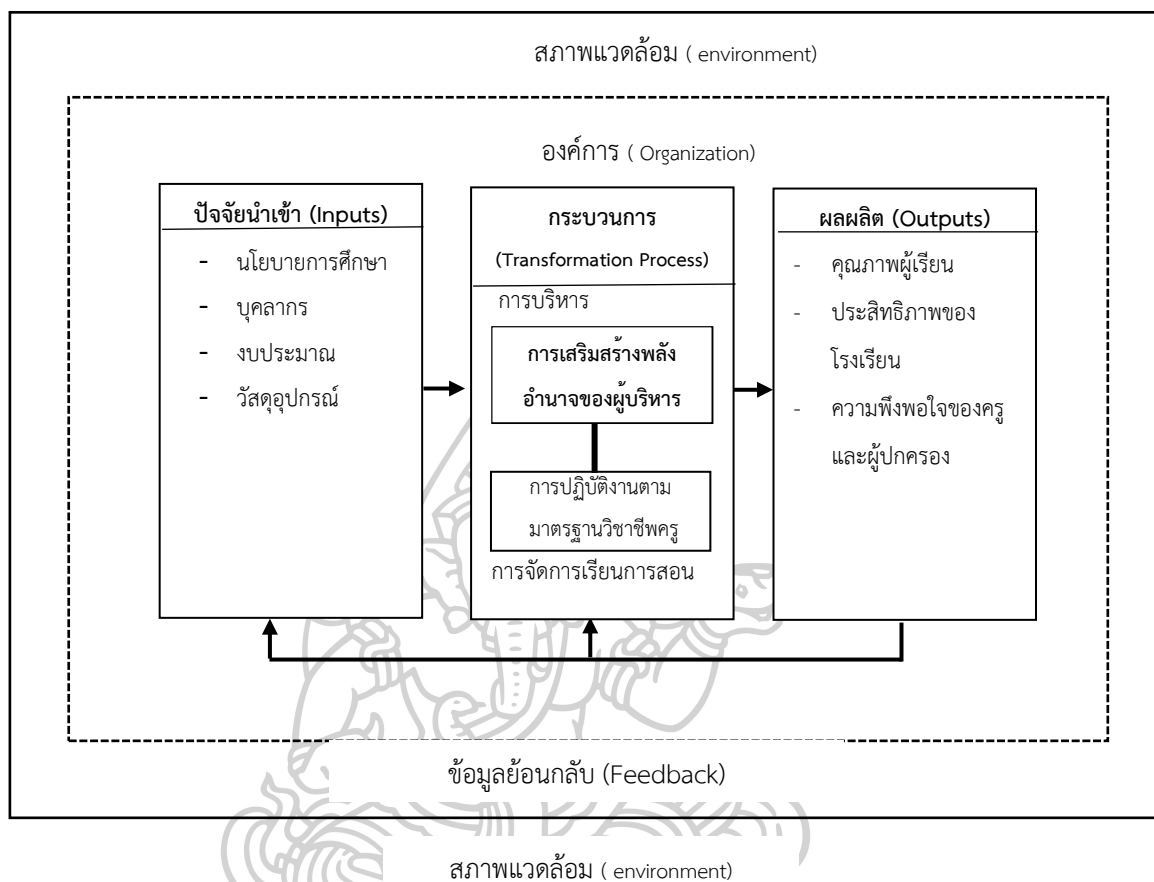 สภาพแวดล้อม ( environment)
องค์การ ( Organization)
ปัจจัยนำเข้า (Inputs)
- นโยบายการศึกษา
- บุคลากร
- งบประมาณ
- วัสดุอุปกรณ์
กระบวนการ
(Transformation Process)
การบริหาร
การเสริมสร้างพลัง
อำนาจของผู้บริหาร
การปฏิบัติงานตาม
มาตรฐานวิชาชีพครู
การจัดการเรียนการสอน
ผลผลิต (Outputs)
- คุณภาพผู้เรียน
- ประสิทธิภาพของ
โรงเรียน
- ความพึงพอใจของครู
และผู้ปกครอง
ข้อมูลย้อนกลับ (Feedback)
สภาพแวดล้อม ( environment)